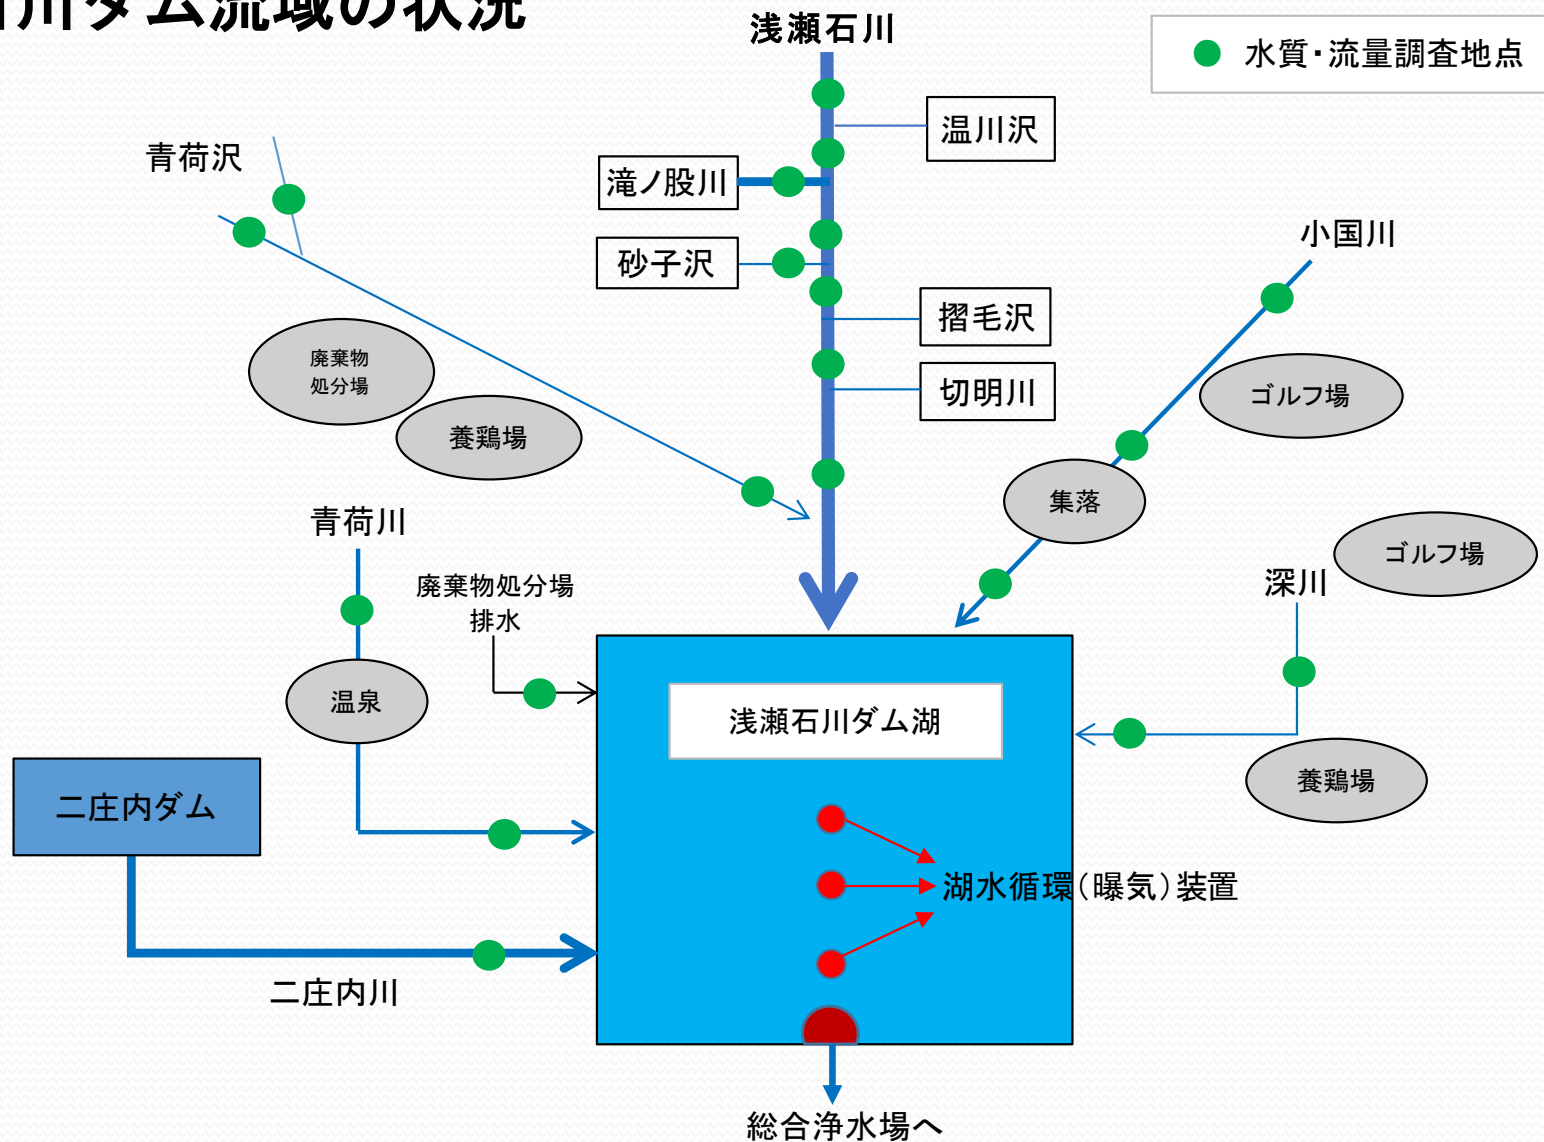 川ダム流域の状況
浅瀬石川
水質・流量調査地点
温川沢
青荷沢
滝ノ股川
小国川
砂子沢
摺毛沢
廃棄物
処分場
切明川
ゴルフ場
養鶏場
集落
青荷川
ゴルフ場
深川
廃棄物処分場
排水
温泉
浅瀬石川ダム湖
養鶏場
二庄内ダム
湖水循環(曝気)装置
二庄内川
総合浄水場へ